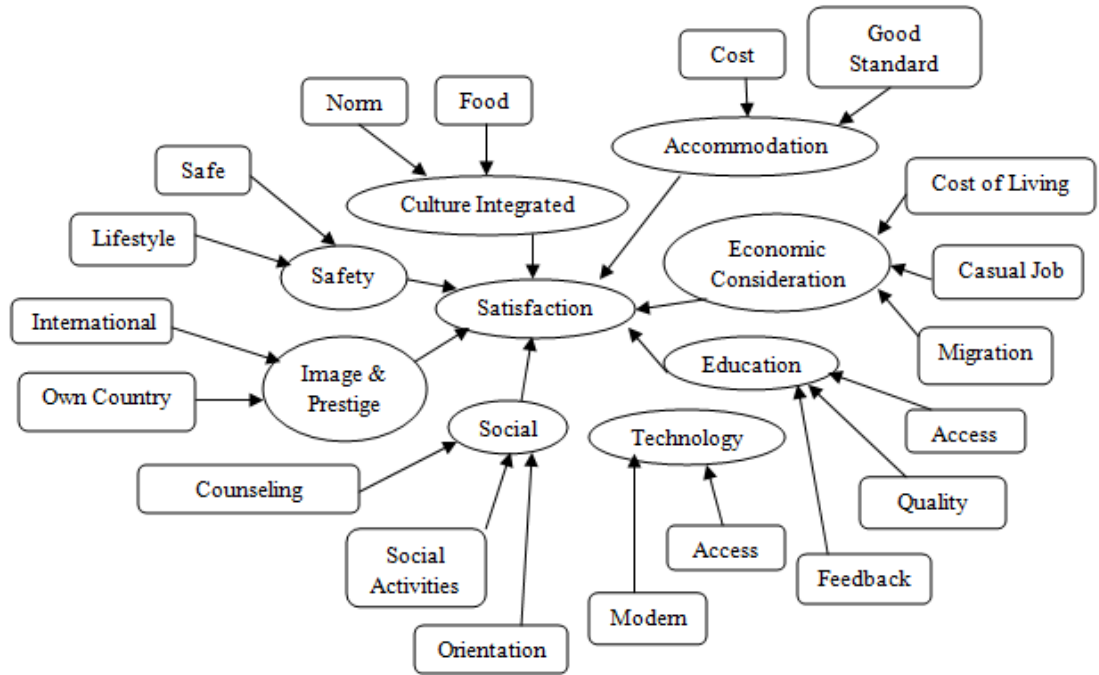 Good
Standard
Cost
Norm
Food
Accommodation
Safe
Cost of Living
Culture Integrated
Lifestyle
Economic
Consideration
Safety
Casual Job
Satisfaction
International
Migration
Image &
Prestige
Education
Own Country
Social
Technology
Access
Counseling
Quality
Social
Activities
Access
Feedback
Modern
Orientation